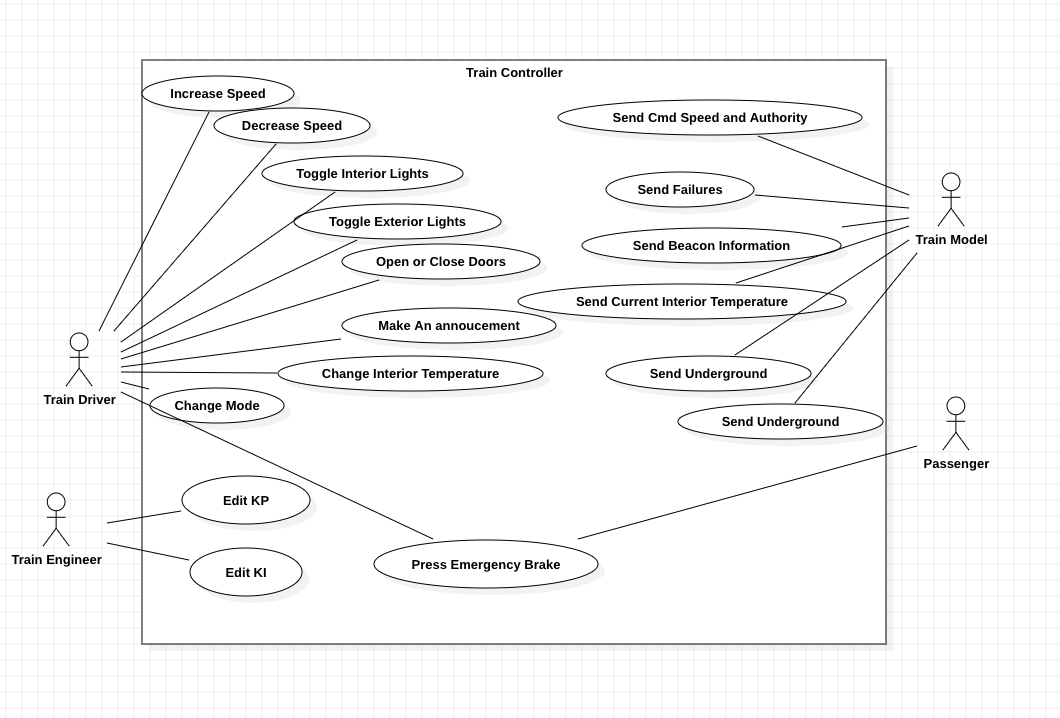 Train Controller
Increase Speed
Decrease Speed
Toggle Interior Lights
Toggle Exterior Lights
Open or Close Doors
Make An annoucement
Change Interior Temperature
Change Mode
Train Driver
Send Cmd Speed and Authority
Send Failures
Send Beacon Information
Send Current Interior Temperature
Send Underground
Send Underground
Train Model
Passenger
Edit KP
Edit KI
Train Engineer
Press Emergency Brake